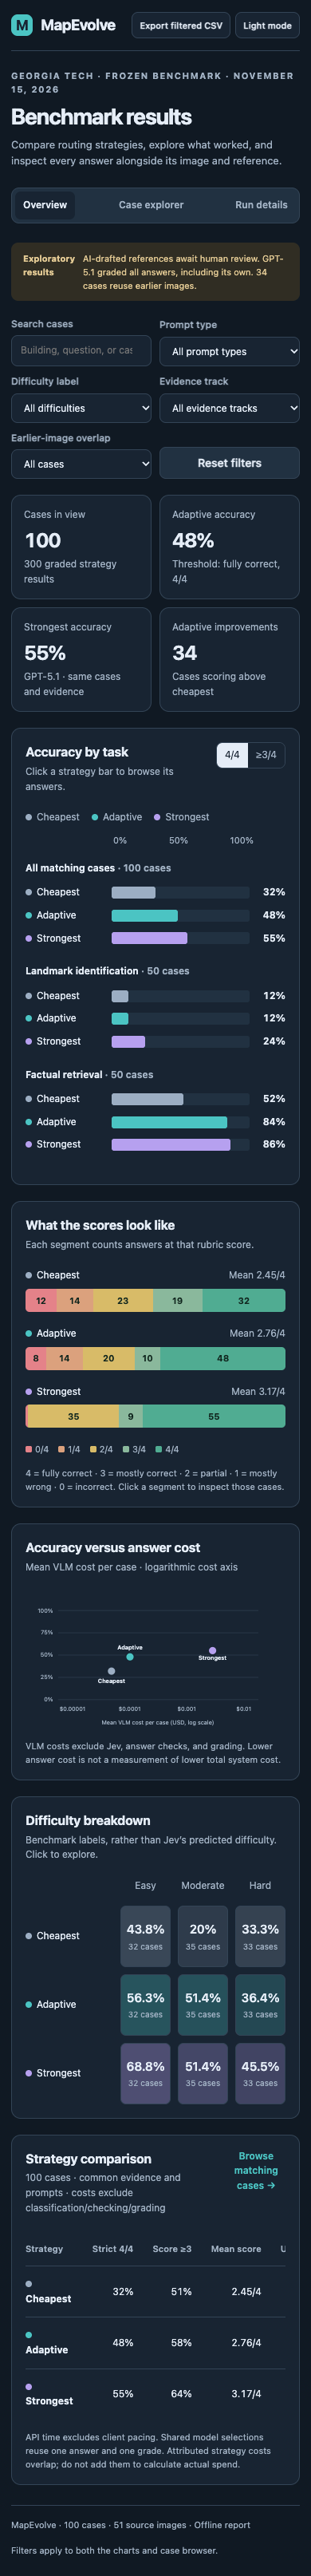 M MapEvolve Export filtered CSV Light mode
GEORGIA TECH · FROZEN BENCHMARK · NOVEMBER
15, 2026
Benchmark results
Compare routing strategies, explore what worked, and
inspect every answer alongside its image and reference.
Overview Case explorer Run details
Exploratory results
AI-drafted references await human review. GPT-
5.1 graded all answers, including its own. 34
cases reuse earlier images.
Search cases Prompt type
Building, question, or cas All prompt types
Difficulty label Evidence track
All difficulties All evidence tracks
Earlier-image overlap
All cases Reset filters
Cases in view
100
300 graded strategy
results
Adaptive accuracy
48%
Threshold: fully correct,
4/4
Strongest accuracy
55%
GPT-5.1 · same cases
and evidence
Adaptive improvements
34
Cases scoring above
cheapest
Accuracy by task
Click a strategy bar to browse its
answers.
4/4 ≥3/4
Cheapest Adaptive Strongest
0% 50% 100%
All matching cases · 100 cases
Cheapest 32%
Adaptive 48%
Strongest 55%
Landmark identification · 50 cases
Cheapest 12%
Adaptive 12%
Strongest 24%
Factual retrieval · 50 cases
Cheapest 52%
Adaptive 84%
Strongest 86%
What the scores look like
Each segment counts answers at that rubric score.
Cheapest Mean 2.45/4
12 14 23 19 32
Adaptive Mean 2.76/4
8 14 20 10 48
Strongest Mean 3.17/4
35 9 55
0/4 1/4 2/4 3/4 4/4
4 = fully correct · 3 = mostly correct · 2 = partial · 1 = mostly
wrong · 0 = incorrect. Click a segment to inspect those cases.
Accuracy versus answer cost
Mean VLM cost per case · logarithmic cost axis
100%
75%
50%
25%
0%
Adaptive
Strongest
Cheapest
$0.00001 $0.0001 $0.001 $0.01
Mean VLM cost per case (USD, log scale)
VLM costs exclude Jev, answer checks, and grading. Lower
answer cost is not a measurement of lower total system cost.
Difficulty breakdown
Benchmark labels, rather than Jev's predicted difficulty.
Click to explore.
Easy Moderate Hard
Cheapest
43.8% 20% 33.3%
32 cases 35 cases 33 cases
Adaptive
56.3% 51.4% 36.4%
32 cases 35 cases 33 cases
Strongest
68.8% 51.4% 45.5%
32 cases 35 cases 33 cases
Strategy comparison
100 cases · common evidence and
prompts · costs exclude
classification/checking/grading
Browse
matching
cases →
Strategy Strict 4/4 Score ≥3 Mean score U
Cheapest 32% 51% 2.45/4
Adaptive 48% 58% 2.76/4
Strongest 55% 64% 3.17/4
API time excludes client pacing. Shared model selections
reuse one answer and one grade. Attributed strategy costs
overlap; do not add them to calculate actual spend.
MapEvolve · 100 cases · 51 source images · Offline report
Filters apply to both the charts and case browser.